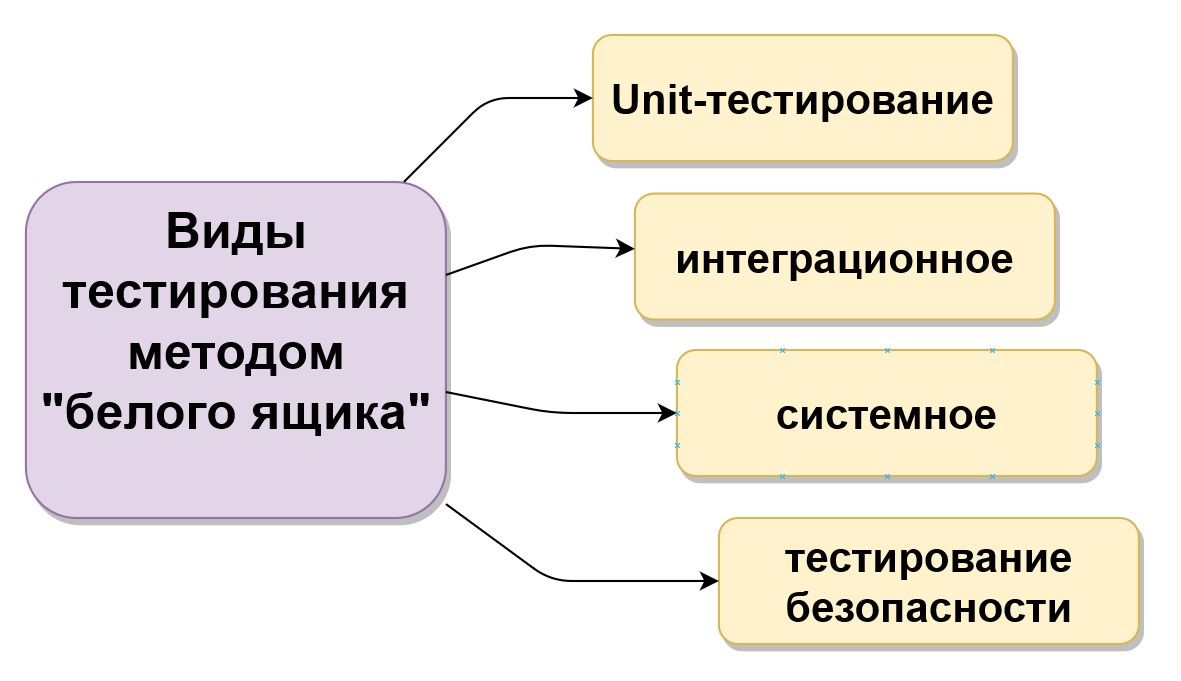 Виды
тестирования
методом
"белого ящика"
Unit-тестирование
интеграционное
системное
тестирование
безопасности